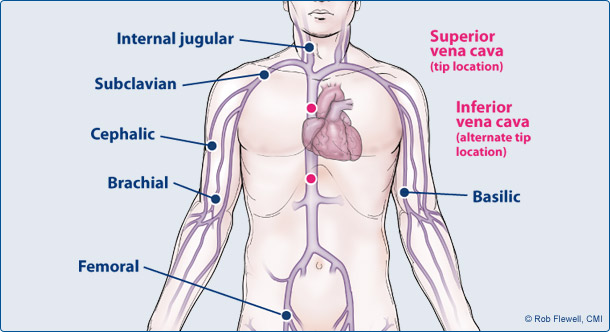 Internal jugular
Subclavian
Cephalic
Brachial
Femoral
Superior
vena cava
(tip location)
Inferior
vena cava
(alternate tip
location)
Basilic
© Rob Flewell, CMI